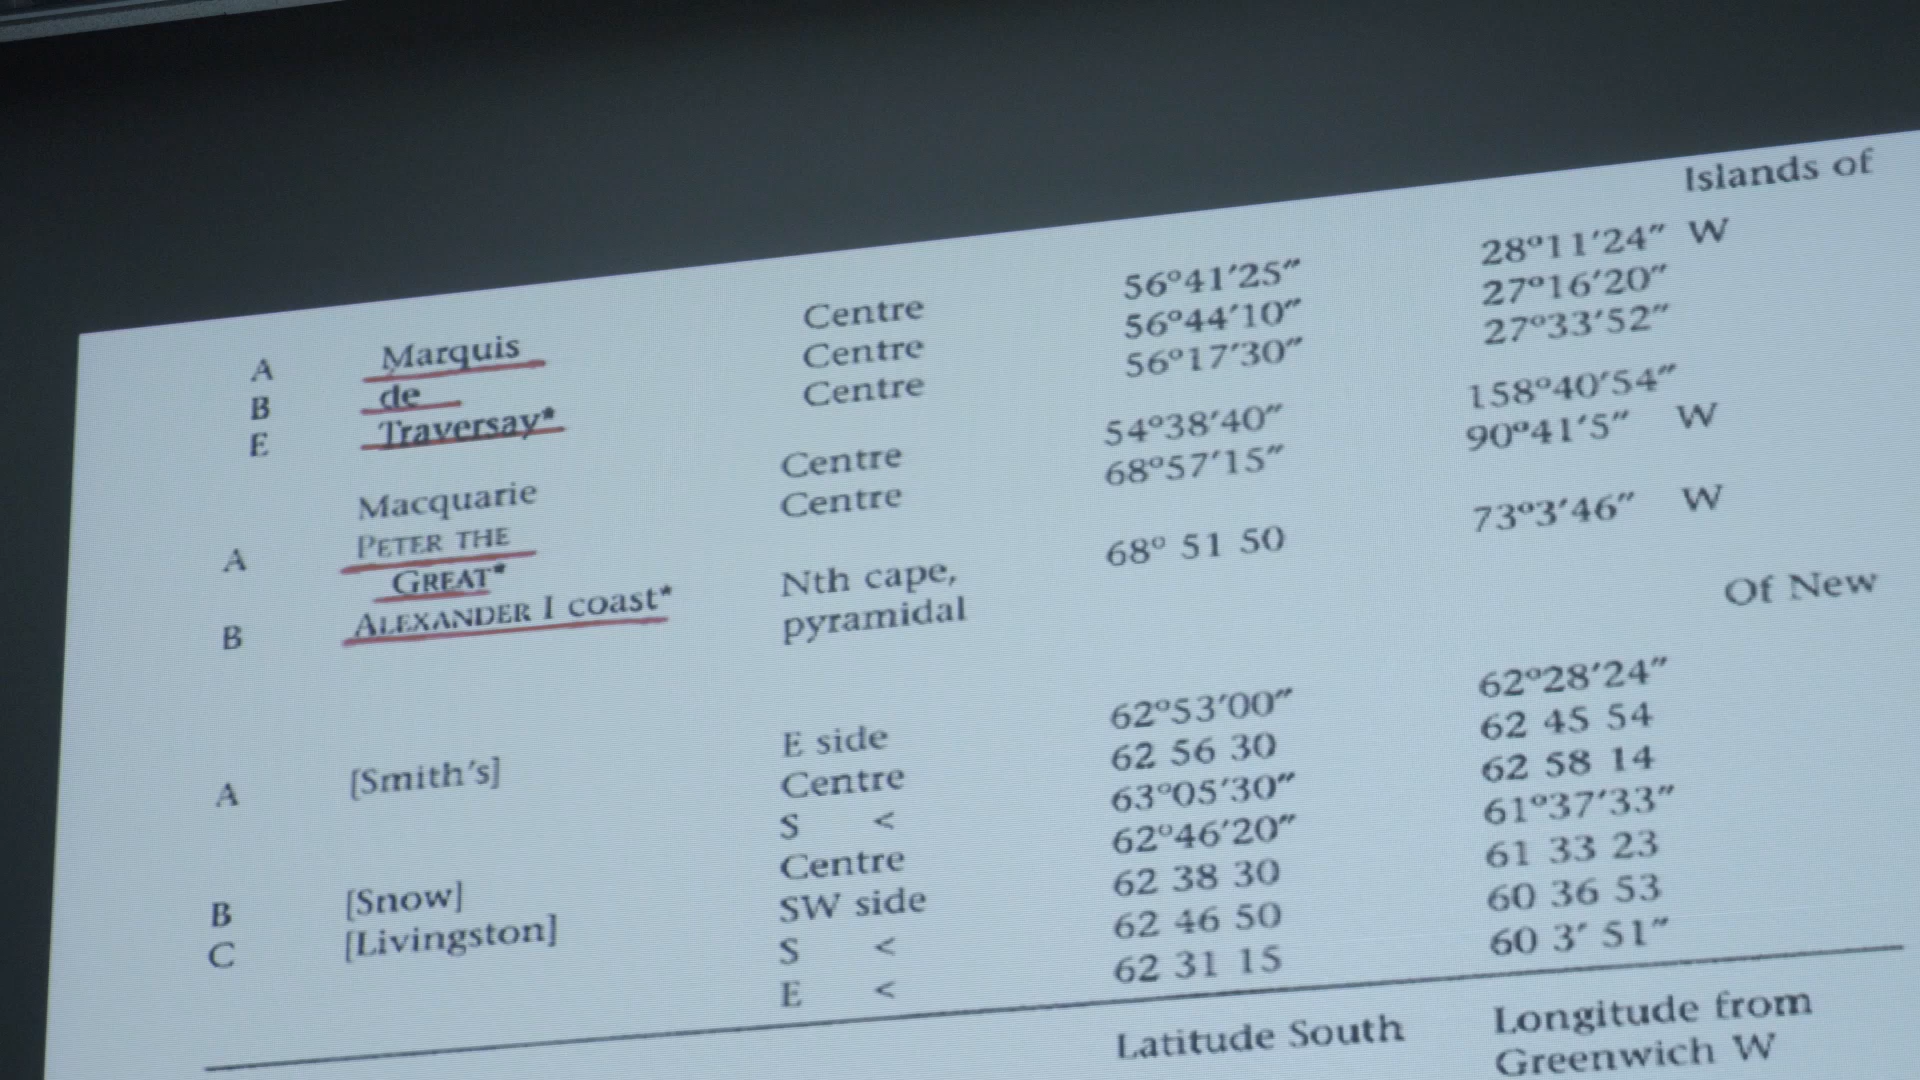 Islands of
A Marquis Centre 56°41′25″ 28°11′24″ W
B de Centre 56°44′10″ 27°16′20″
E Traversay* Centre 56°17′30″ 27°33′52″
Macquarie Centre 54°38′40″ 158°40′54″
A PETER THE Centre 68°57′15″ 90°41′5″ W
GREAT*
B ALEXANDER I coast* Nth cape, 68° 51 50 73°3′46″ W
pyramidal
Of New
A [Smith's] E side 62°53′00″ 62°28′24″
Centre 62 56 30 62 45 54
S < 63°05′30″ 62 58 14
B [Snow] Centre 62°46′20″ 61°37′33″
C [Livingston] SW side 62 38 30 61 33 23
S < 62 46 50 60 36 53
E < 62 31 15 60 3′ 51″
Latitude South Longitude from
Greenwich W